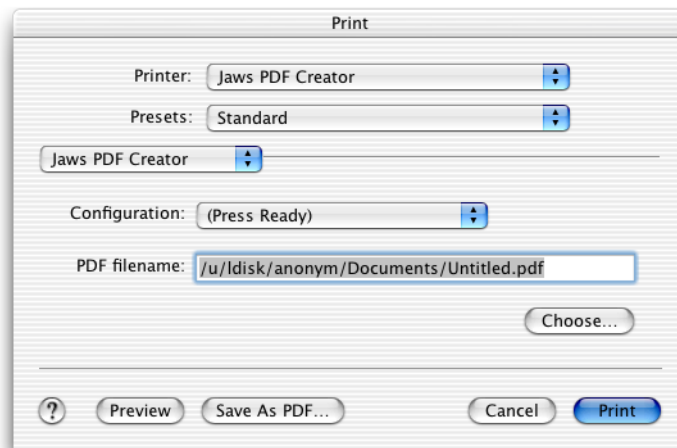 Print
Printer: Jaws PDF Creator
Presets: Standard
Jaws PDF Creator
Configuration: (Press Ready)
PDF filename: /u/ldisk/anonym/Documents/Untitled.pdf
Choose...
? Preview Save As PDF... Cancel Print